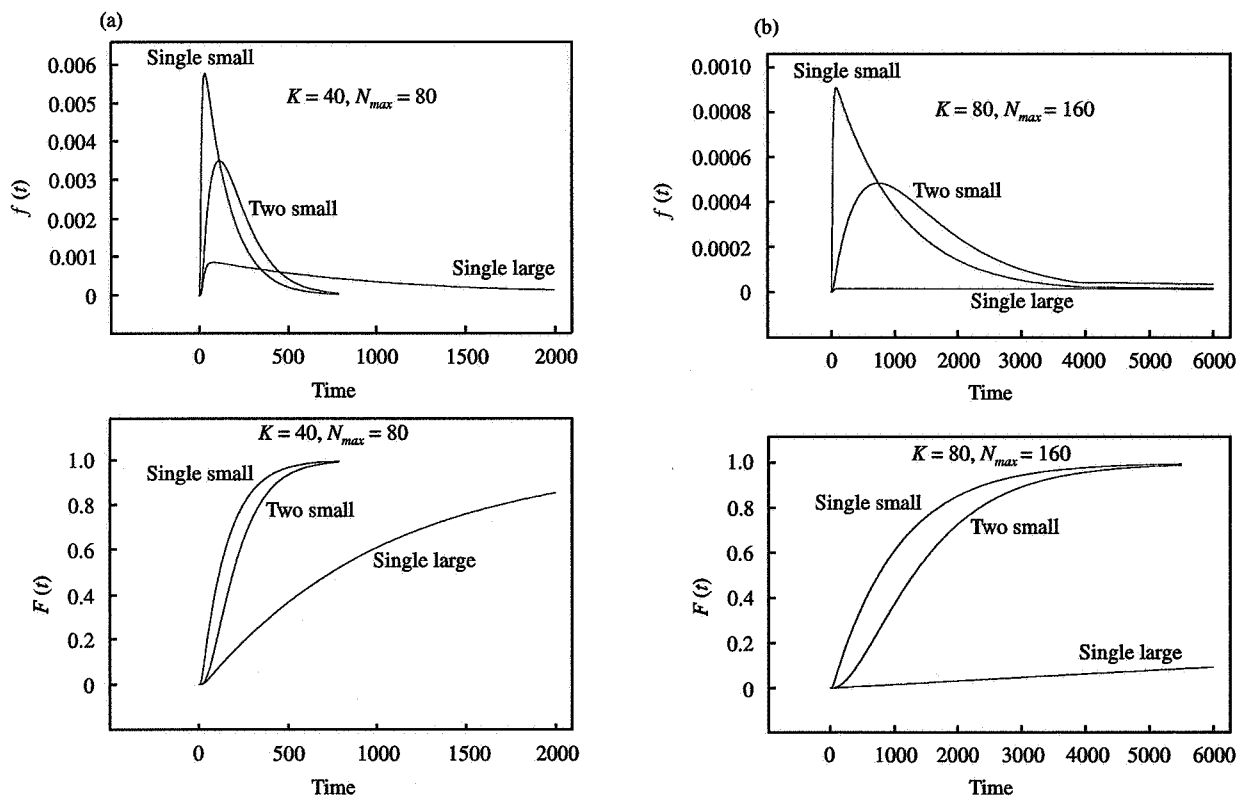 (a)
Single small
K = 40, Nmax = 80
Two small
Single large
f (t)
0.006
0.005
0.004
0.003
0.002
0.001
0
0 500 1000 1500 2000
Time
(b)
Single small
K = 80, Nmax = 160
Two small
Single large
f (t)
0.0010
0.0008
0.0006
0.0004
0.0002
0
0 1000 2000 3000 4000 5000 6000
Time
K = 40, Nmax = 80
Single small
Two small
Single large
F (t)
1.0
0.8
0.6
0.4
0.2
0
0 500 1000 1500 2000
Time
K = 80, Nmax = 160
Single small
Two small
Single large
F (t)
1.0
0.8
0.6
0.4
0.2
0
0 1000 2000 3000 4000 5000 6000
Time